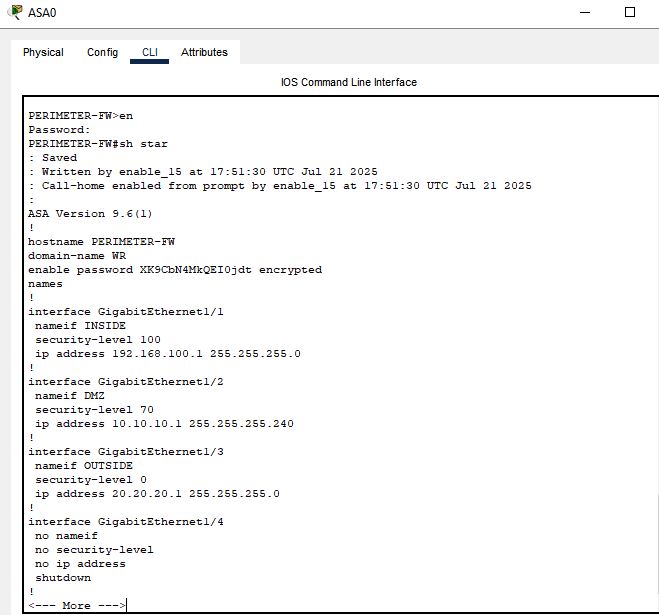 ASA0
Physical Config CLI Attributes
IOS Command Line Interface
PERIMETER-FW>en
Password:
PERIMETER-FW#sh star
: Saved
: Written by enable_15 at 17:51:30 UTC Jul 21 2025
: Call-home enabled from prompt by enable_15 at 17:51:30 UTC Jul 21 2025
:
ASA Version 9.6(1)
!
hostname PERIMETER-FW
domain-name WR
enable password XK9CbN4MkQEI0jdt encrypted
names
!
interface GigabitEthernet1/1
 nameif INSIDE
 security-level 100
 ip address 192.168.100.1 255.255.255.0
!
interface GigabitEthernet1/2
 nameif DMZ
 security-level 70
 ip address 10.10.10.1 255.255.255.240
!
interface GigabitEthernet1/3
 nameif OUTSIDE
 security-level 0
 ip address 20.20.20.1 255.255.255.0
!
interface GigabitEthernet1/4
 no nameif
 no security-level
 no ip address
 shutdown
!
<--- More --->